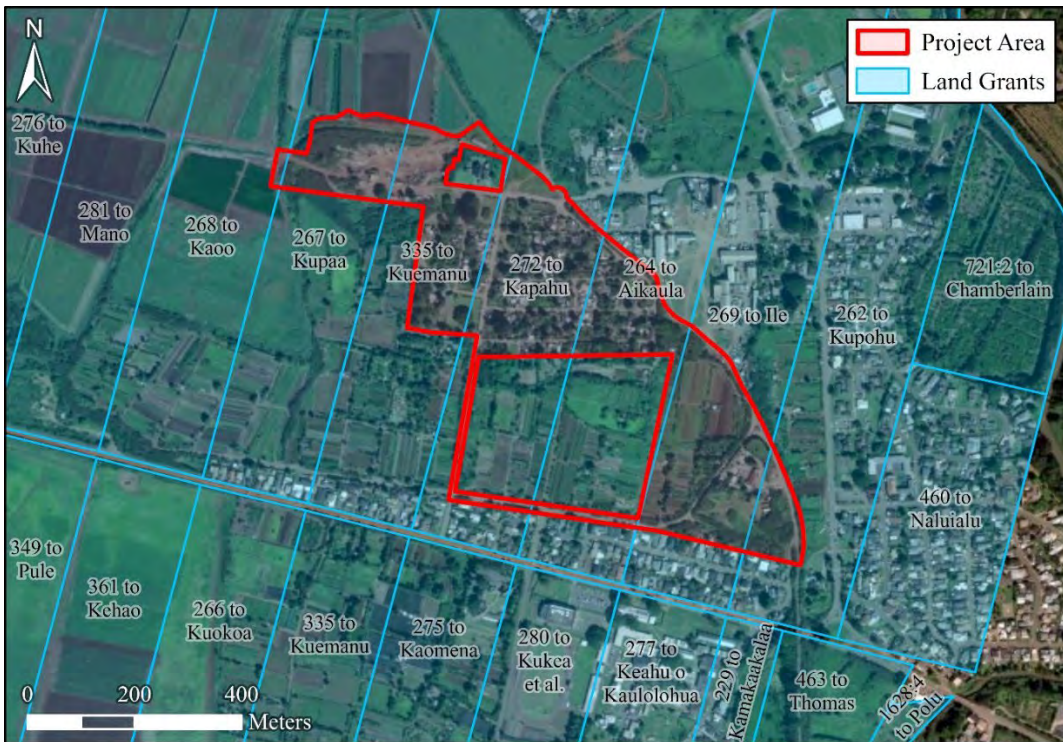 N
Project Area
Land Grants
276 to
Kuhe
281 to
Mano
268 to
Kaoo
267 to
Kupaa
335 to
Kuemanu
272 to
Kapahu
264 to
Aikaula
269 to Ile
262 to
Kupohu
721:2 to
Chamberlain
460 to
Naluialu
349 to
Pule
361 to
Kehao
266 to
Kuokoa
335 to
Kuemanu
275 to
Kaomena
280 to
Kukea
et al.
277 to
Keahu o
Kaulolohua
229 to
Kamakaakalaa
463 to
Thomas
1628:4
to Polu
0 200 400
Meters